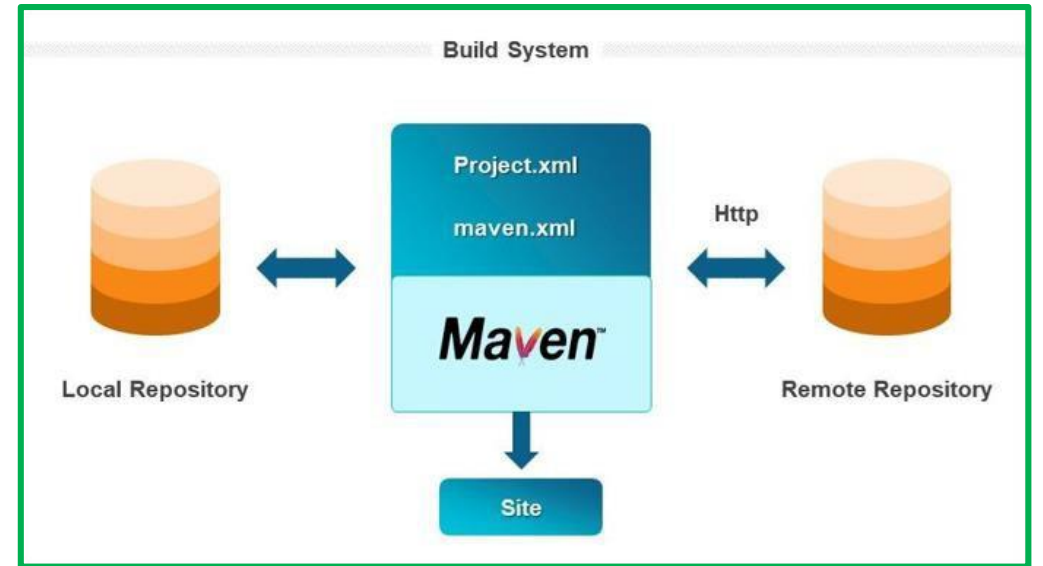 Build System
Project.xml
maven.xml
Http
Maven™
Local Repository
Remote Repository
Site